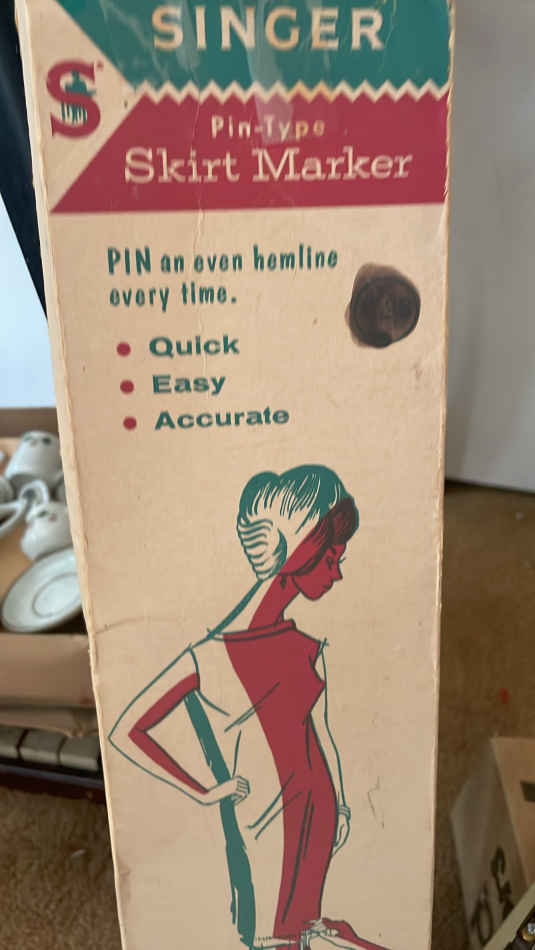 SINGER
S
Pin-Type
Skirt Marker
PIN an even hemline
every time.
Quick
Easy
Accurate